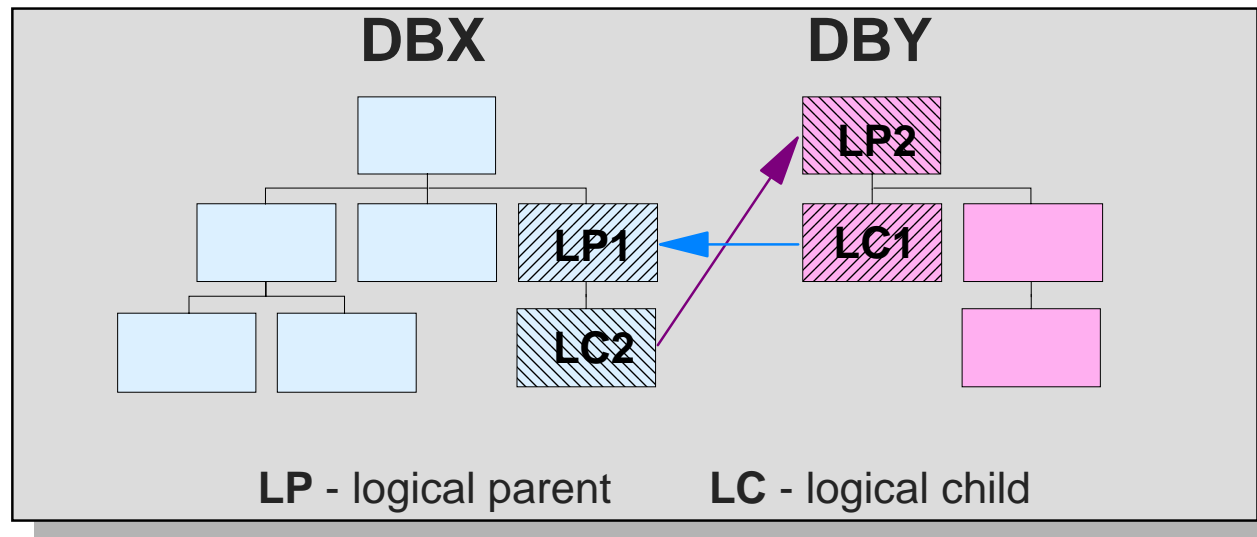 DBX
DBY
LP2
LP1
LC1
LC2
LP - logical parent
LC - logical child